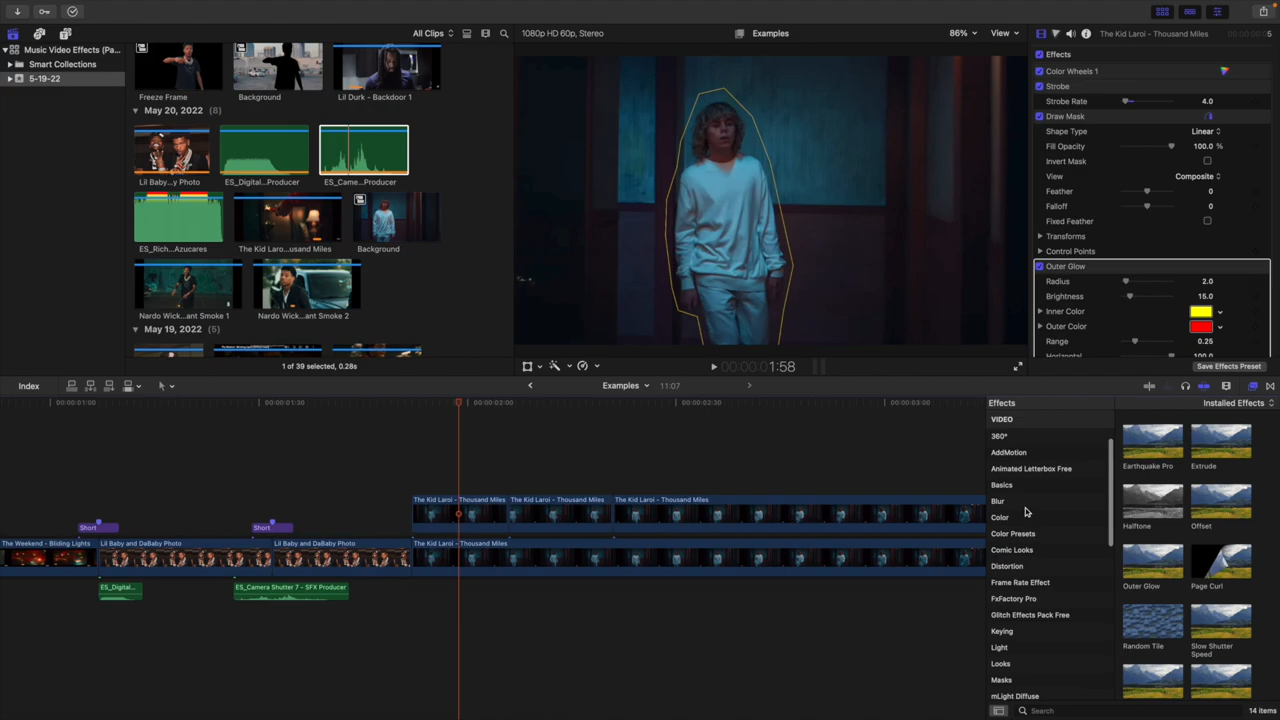 All Clips
1080p HD 60p, Stereo
Examples
86%
View
The Kid Laroi - Thousand Miles
5
Music Video Effects (Pa...
Smart Collections
5-19-22
Freeze Frame
Background
Lil Durk - Backdoor 1
May 20, 2022 (8)
Lil Baby...y Photo
ES_Digital...Producer
ES_Came...Producer
ES_Rich...Azucares
The Kid Laroi...usand Miles
Background
Nardo Wick...ant Smoke 1
Nardo Wick...ant Smoke 2
May 19, 2022 (5)
1 of 39 selected, 0.28s
1:58
Effects
Color Wheels 1
Strobe
Strobe Rate 4.0
Draw Mask
Shape Type Linear
Fill Opacity 100.0 %
Invert Mask
View Composite
Feather 0
Falloff 0
Fixed Feather
Transforms
Control Points
Outer Glow
Radius 2.0
Brightness 15.0
Inner Color
Outer Color
Range 0.25
Horizontal 100.0
Save Effects Preset
Index
Examples
11:07
00:00:01:00
00:00:01:30
00:00:02:00
00:00:02:30
00:00:03:00
The Kid Laroi - Thousand Miles
The Kid Laroi - Thousand Miles
The Kid Laroi - Thousand Miles
Short
Short
The Weekend - Bliding Lights
Lil Baby and DaBaby Photo
Lil Baby and DaBaby Photo
The Kid Laroi - Thousand Miles
ES_Digital...
ES_Camera Shutter 7 - SFX Producer
Effects
Installed Effects
VIDEO
360°
AddMotion
Animated Letterbox Free
Basics
Blur
Color
Color Presets
Comic Looks
Distortion
Frame Rate Effect
FxFactory Pro
Glitch Effects Pack Free
Keying
Light
Looks
Masks
mLight Diffuse
Earthquake Pro
Extrude
Halftone
Offset
Outer Glow
Page Curl
Random Tile
Slow Shutter
Speed
Search
14 items